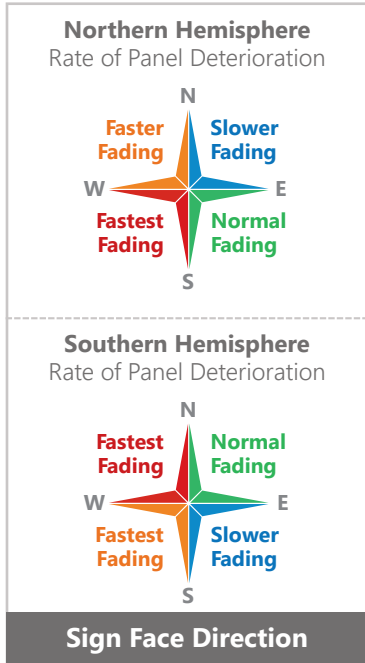 Northern Hemisphere
Rate of Panel Deterioration
N
Faster
Fading
Slower
Fading
W
E
Fastest
Fading
Normal
Fading
S
Southern Hemisphere
Rate of Panel Deterioration
N
Fastest
Fading
Normal
Fading
W
E
Fastest
Fading
Slower
Fading
S
Sign Face Direction